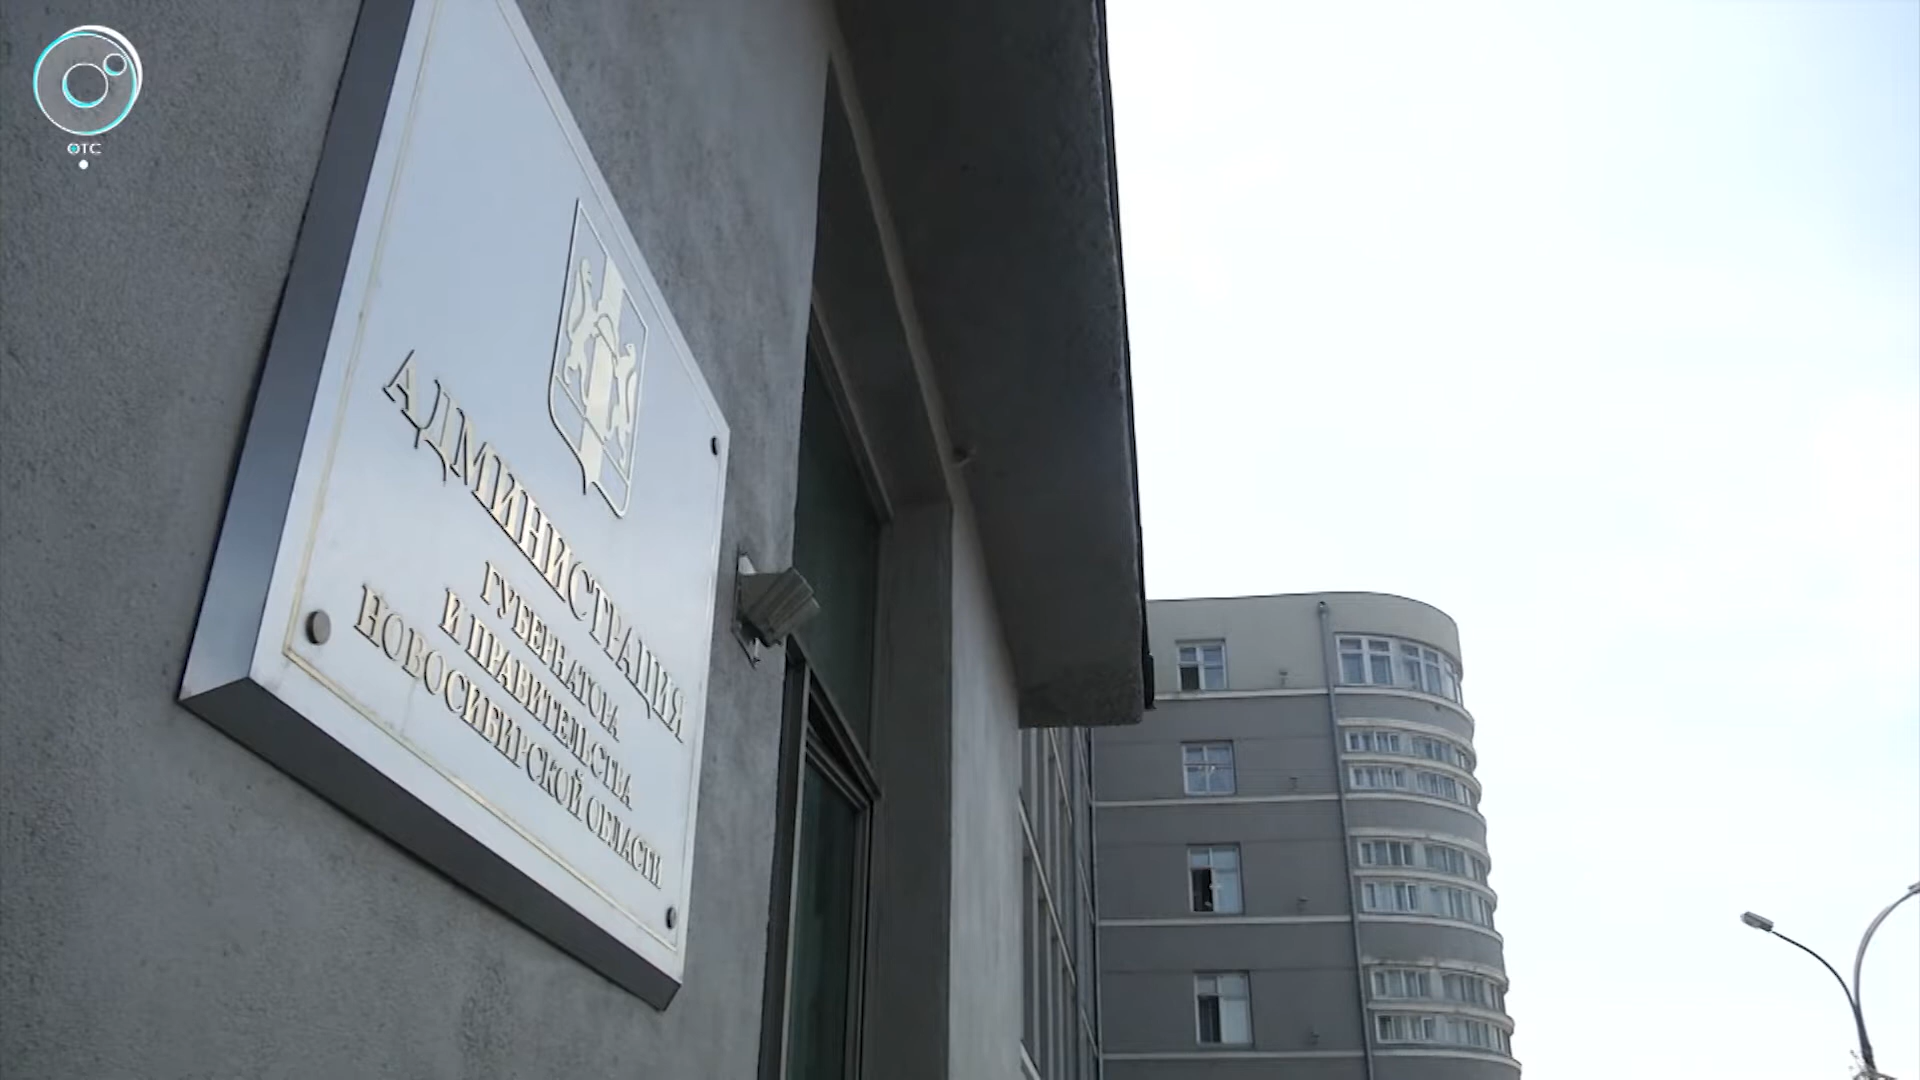 ОТС
АДМИНИСТРАЦИЯ
ГУБЕРНАТОРА
И ПРАВИТЕЛЬСТВА
НОВОСИБИРСКОЙ ОБЛАСТИ